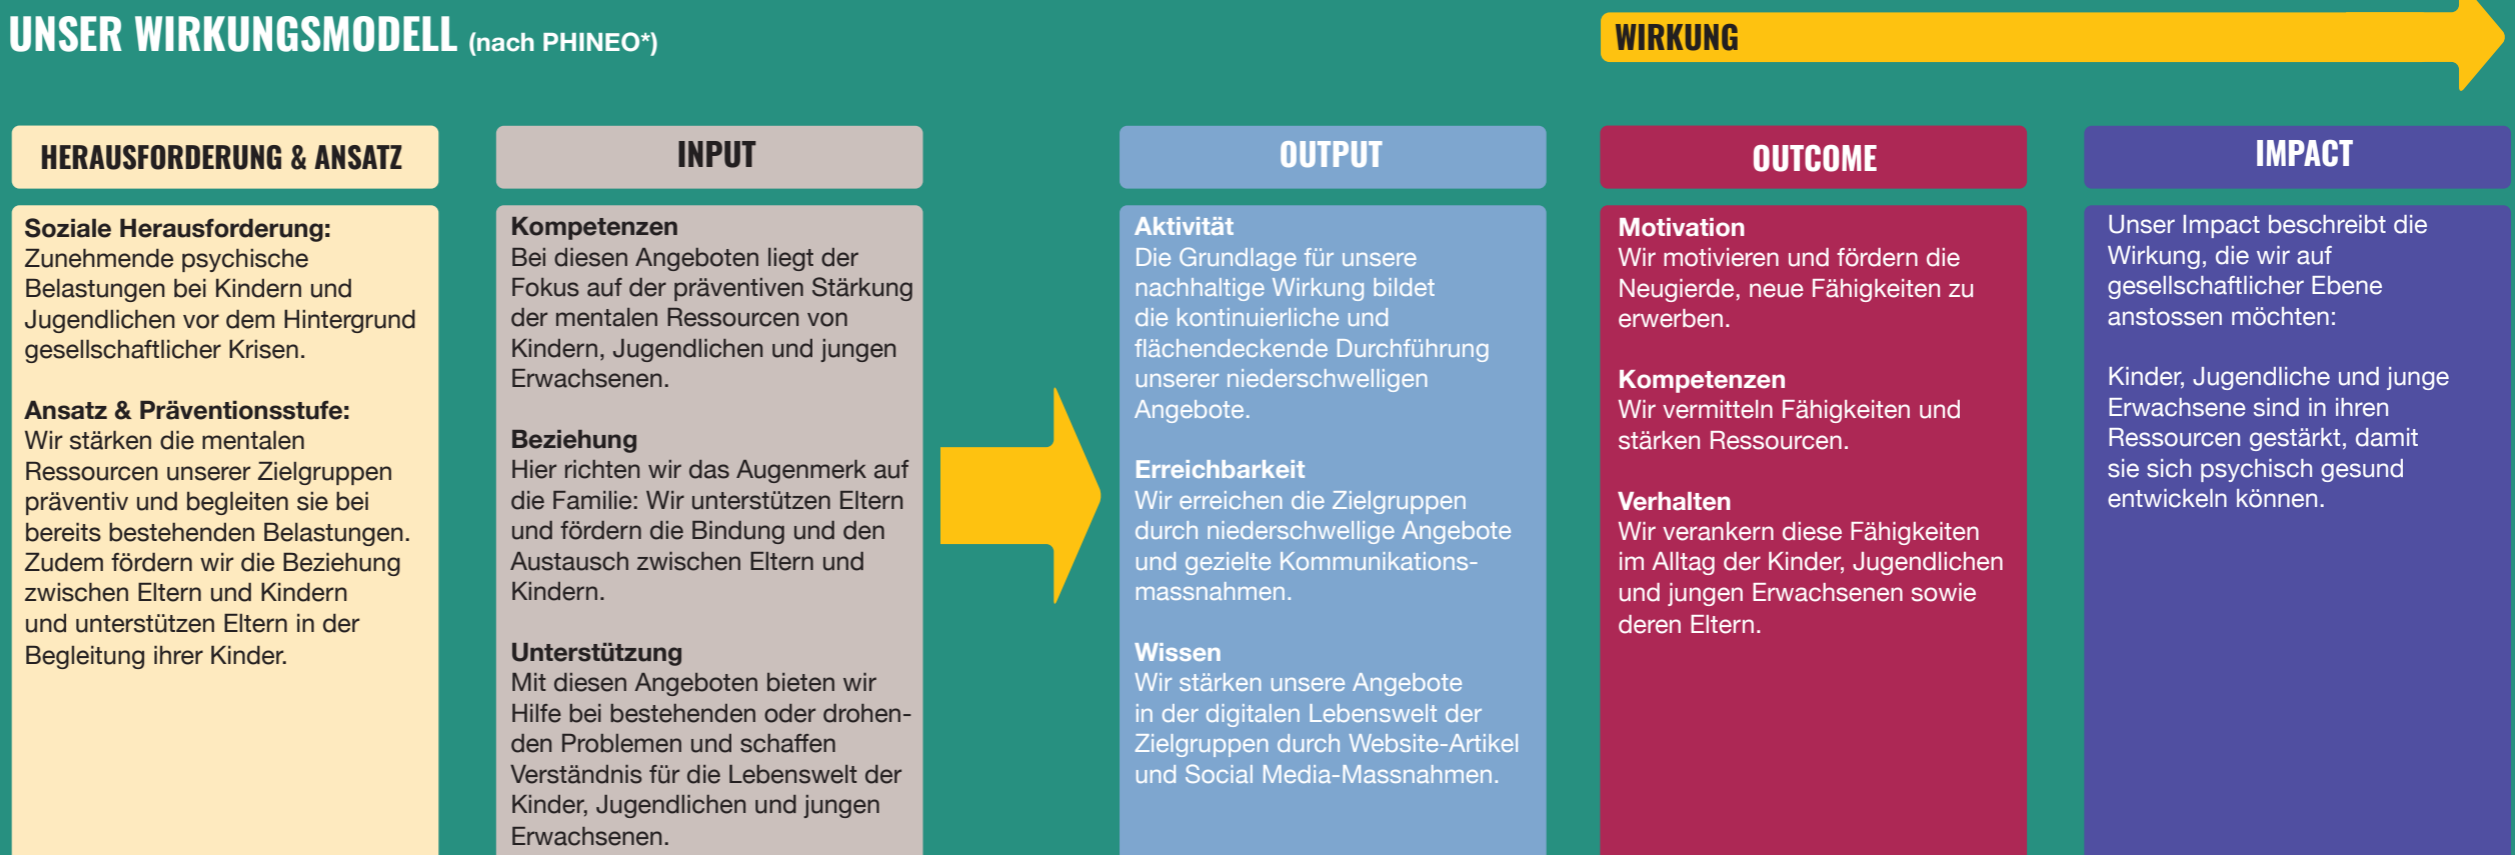 UNSER WIRKUNGSMODELL (nach PHINEO*)
WIRKUNG
HERAUSFORDERUNG & ANSATZ
Soziale Herausforderung:
Zunehmende psychische
Belastungen bei Kindern und
Jugendlichen vor dem Hintergrund
gesellschaftlicher Krisen.
Ansatz & Präventionsstufe:
Wir stärken die mentalen
Ressourcen unserer Zielgruppen
präventiv und begleiten sie bei
bereits bestehenden Belastungen.
Zudem fördern wir die Beziehung
zwischen Eltern und Kindern
und unterstützen Eltern in der
Begleitung ihrer Kinder.
INPUT
Kompetenzen
Bei diesen Angeboten liegt der
Fokus auf der präventiven Stärkung
der mentalen Ressourcen von
Kindern, Jugendlichen und jungen
Erwachsenen.
Beziehung
Hier richten wir das Augenmerk auf
die Familie: Wir unterstützen Eltern
und fördern die Bindung und den
Austausch zwischen Eltern und
Kindern.
Unterstützung
Mit diesen Angeboten bieten wir
Hilfe bei bestehenden oder drohen-
den Problemen und schaffen
Verständnis für die Lebenswelt der
Kinder, Jugendlichen und jungen
Erwachsenen.
OUTPUT
Aktivität
Die Grundlage für unsere
nachhaltige Wirkung bildet
die kontinuierliche und
flächendeckende Durchführung
unserer niederschwelligen
Angebote.
Erreichbarkeit
Wir erreichen die Zielgruppen
durch niederschwellige Angebote
und gezielte Kommunikations-
massnahmen.
Wissen
Wir stärken unsere Angebote
in der digitalen Lebenswelt der
Zielgruppen durch Website-Artikel
und Social Media-Massnahmen.
OUTCOME
Motivation
Wir motivieren und fördern die
Neugierde, neue Fähigkeiten zu
erwerben.
Kompetenzen
Wir vermitteln Fähigkeiten und
stärken Ressourcen.
Verhalten
Wir verankern diese Fähigkeiten
im Alltag der Kinder, Jugendlichen
und jungen Erwachsenen sowie
deren Eltern.
IMPACT
Unser Impact beschreibt die
Wirkung, die wir auf
gesellschaftlicher Ebene
anstossen möchten:
Kinder, Jugendliche und junge
Erwachsene sind in ihren
Ressourcen gestärkt, damit
sie sich psychisch gesund
entwickeln können.